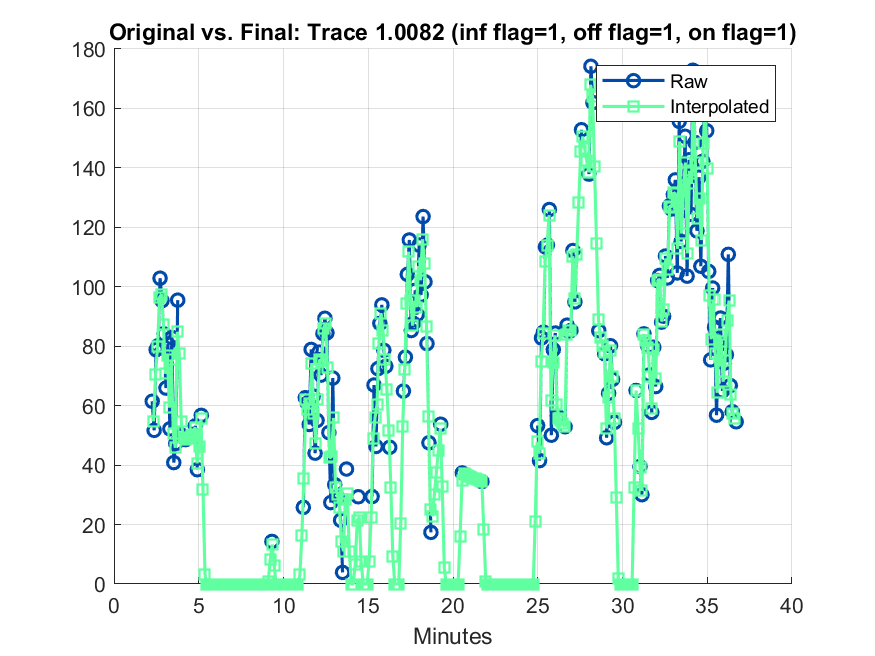 Original vs. Final: Trace 1.0082 (inf flag=1, off flag=1, on flag=1)
180
160
140
120
100
80
60
40
20
0
Raw
Interpolated
0 5 10 15 20 25 30 35 40
Minutes